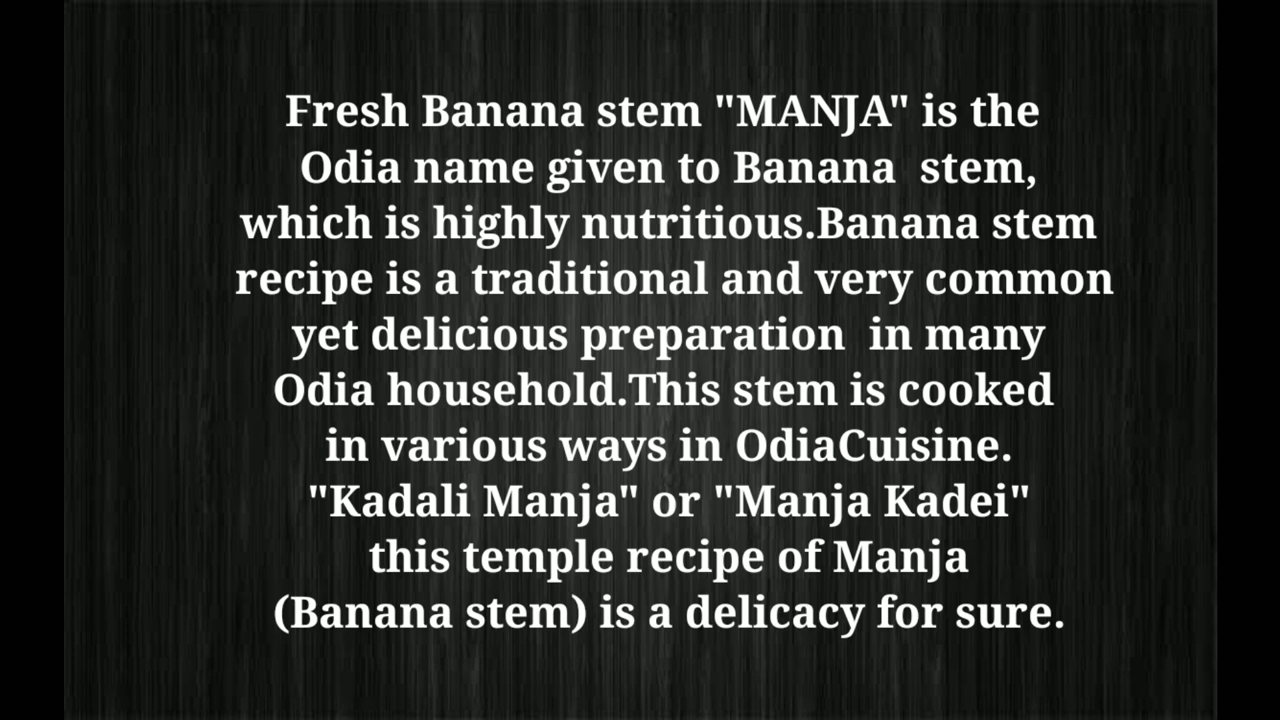 Fresh Banana stem "MANJA" is the
Odia name given to Banana  stem,
which is highly nutritious.Banana stem
recipe is a traditional and very common
yet delicious preparation  in many
Odia household.This stem is cooked
in various ways in OdiaCuisine.
"Kadali Manja" or "Manja Kadei"
this temple recipe of Manja
(Banana stem) is a delicacy for sure.